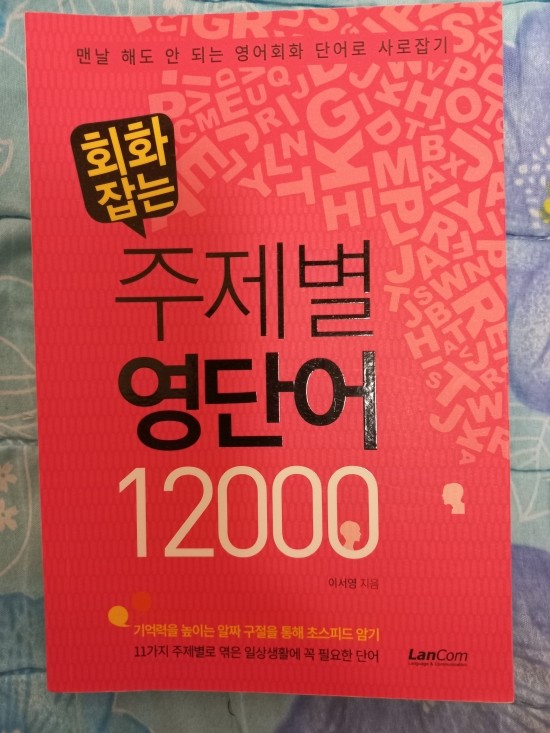 맨날 해도 안 되는 영어회화 단어로 사로잡기
회화
잡는
주제별
영단어
12000
이서영 지음
기억력을 높이는 알짜 구절을 통해 초스피드 암기
11가지 주제별로 엮은 일상생활에 꼭 필요한 단어
LanCom
Language & Communication